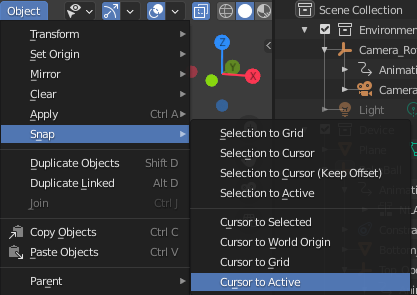 Object
Transform
Set Origin
Mirror
Clear
Apply Ctrl A
Snap
Duplicate Objects Shift D
Duplicate Linked Alt D
Join Ctrl J
Copy Objects Ctrl C
Paste Objects Ctrl V
Parent
Selection to Grid
Selection to Cursor
Selection to Cursor (Keep Offset)
Selection to Active
Cursor to Selected
Cursor to World Origin
Cursor to Grid
Cursor to Active
Z
Y
X
Scene Collection
Environmen
Camera_Ro
Animati
Camera
Light
Device
Plane